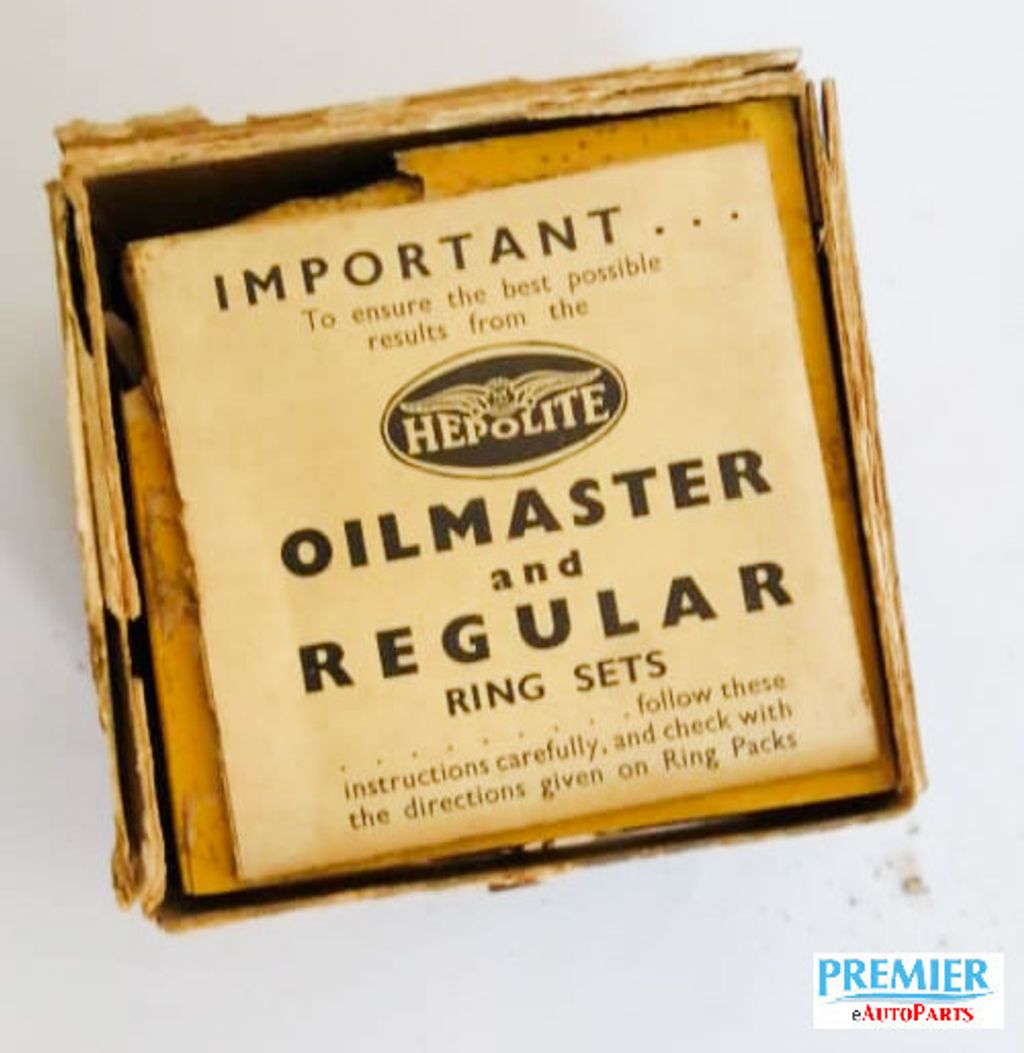 IMPORTANT . . .
To ensure the best possible
results from the
HEPOLITE
OILMASTER
and
REGULAR
RING SETS
. . . . . . . follow these
instructions carefully, and check with
the directions given on Ring Packs
PREMIER
eAUTOPARTS